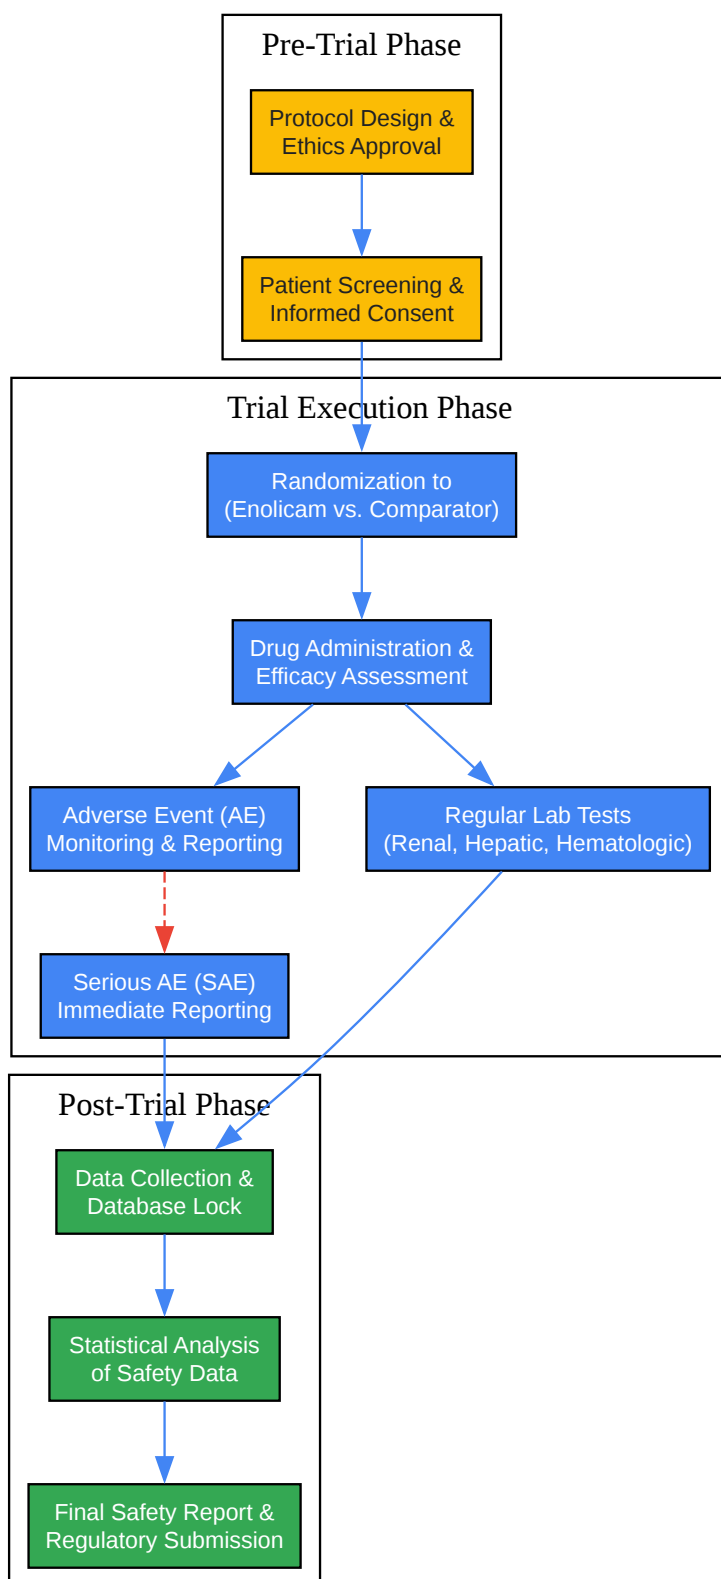 Pre-Trial Phase
Protocol Design &
Ethics Approval
Patient Screening &
Informed Consent
Trial Execution Phase
Randomization to
(Enolicam vs. Comparator)
Drug Administration &
Efficacy Assessment
Adverse Event (AE)
Monitoring & Reporting
Regular Lab Tests
(Renal, Hepatic, Hematologic)
Serious AE (SAE)
Immediate Reporting
Post-Trial Phase
Data Collection &
Database Lock
Statistical Analysis
of Safety Data
Final Safety Report &
Regulatory Submission